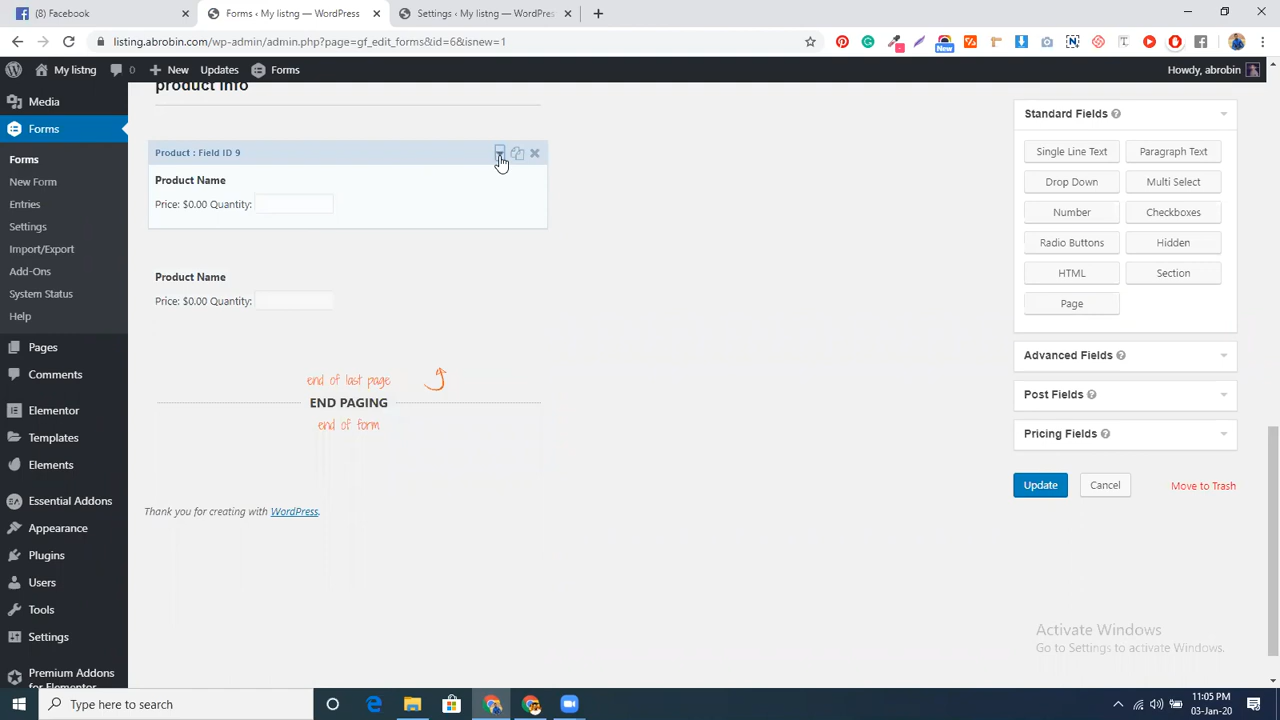 (8) Facebook
Forms ‹ My listng — WordPress
Settings ‹ My listng — WordPress
listing.abrobin.com/wp-admin/admin.php?page=gf_edit_forms&id=6&isnew=1
New
My listng
0
New
Updates
Forms
Howdy, abrobin
Media
Forms
Forms
New Form
Entries
Settings
Import/Export
Add-Ons
System Status
Help
Pages
Comments
Elementor
Templates
Elements
Essential Addons
Appearance
Plugins
Users
Tools
Settings
Premium Addons
for Elementor
product info
Product : Field ID 9
Product Name
Price: $0.00 Quantity:
Product Name
Price: $0.00 Quantity:
end of last page
END PAGING
end of form
Thank you for creating with WordPress.
Standard Fields
Single Line Text
Paragraph Text
Drop Down
Multi Select
Number
Checkboxes
Radio Buttons
Hidden
HTML
Section
Page
Advanced Fields
Post Fields
Pricing Fields
Update
Cancel
Move to Trash
Activate Windows
Go to Settings to activate Windows.
Type here to search
11:05 PM
03-Jan-20